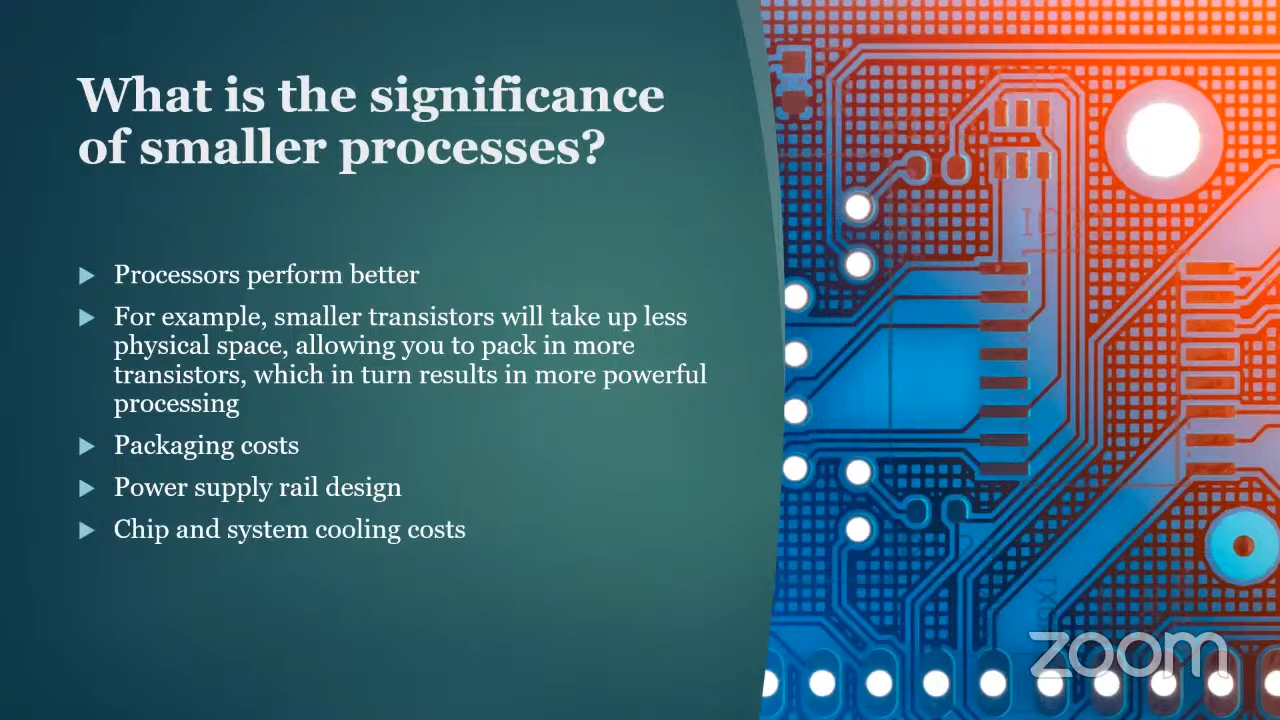 What is the significance
of smaller processes?
Processors perform better
For example, smaller transistors will take up less
physical space, allowing you to pack in more
transistors, which in turn results in more powerful
processing
Packaging costs
Power supply rail design
Chip and system cooling costs
zoom